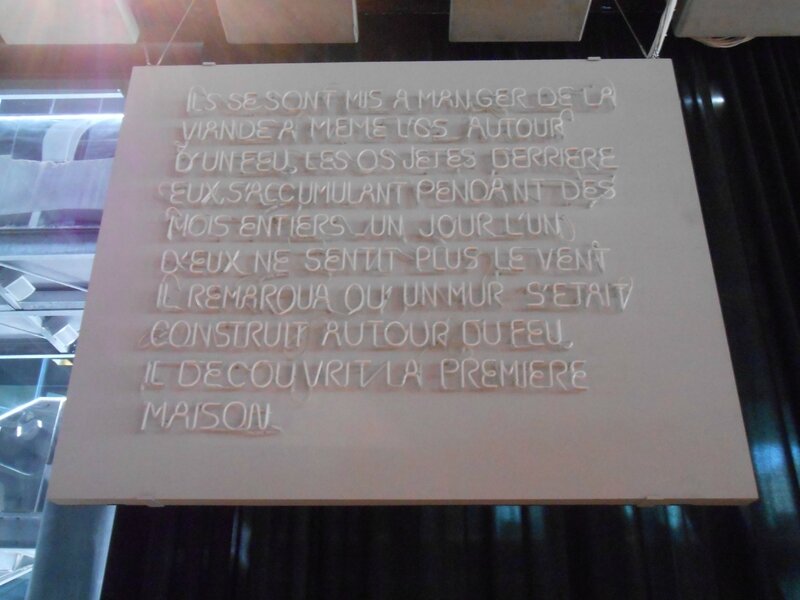 ILS SE SONT MIS A MANGER DE LA
VIANDE A MEME L'OS AUTOUR
D'UN FEU, LES OS JETES DERRIERE
EUX, S'ACCUMULANT PENDANT DES
MOIS ENTIERS. UN JOUR L'UN
D'EUX NE SENTIT PLUS LE VENT
IL REMARQUA QU'UN MUR S'ETAIT
CONSTRUIT AUTOUR DU FEU,
IL DECOUVRIT LA PREMIERE
MAISON.